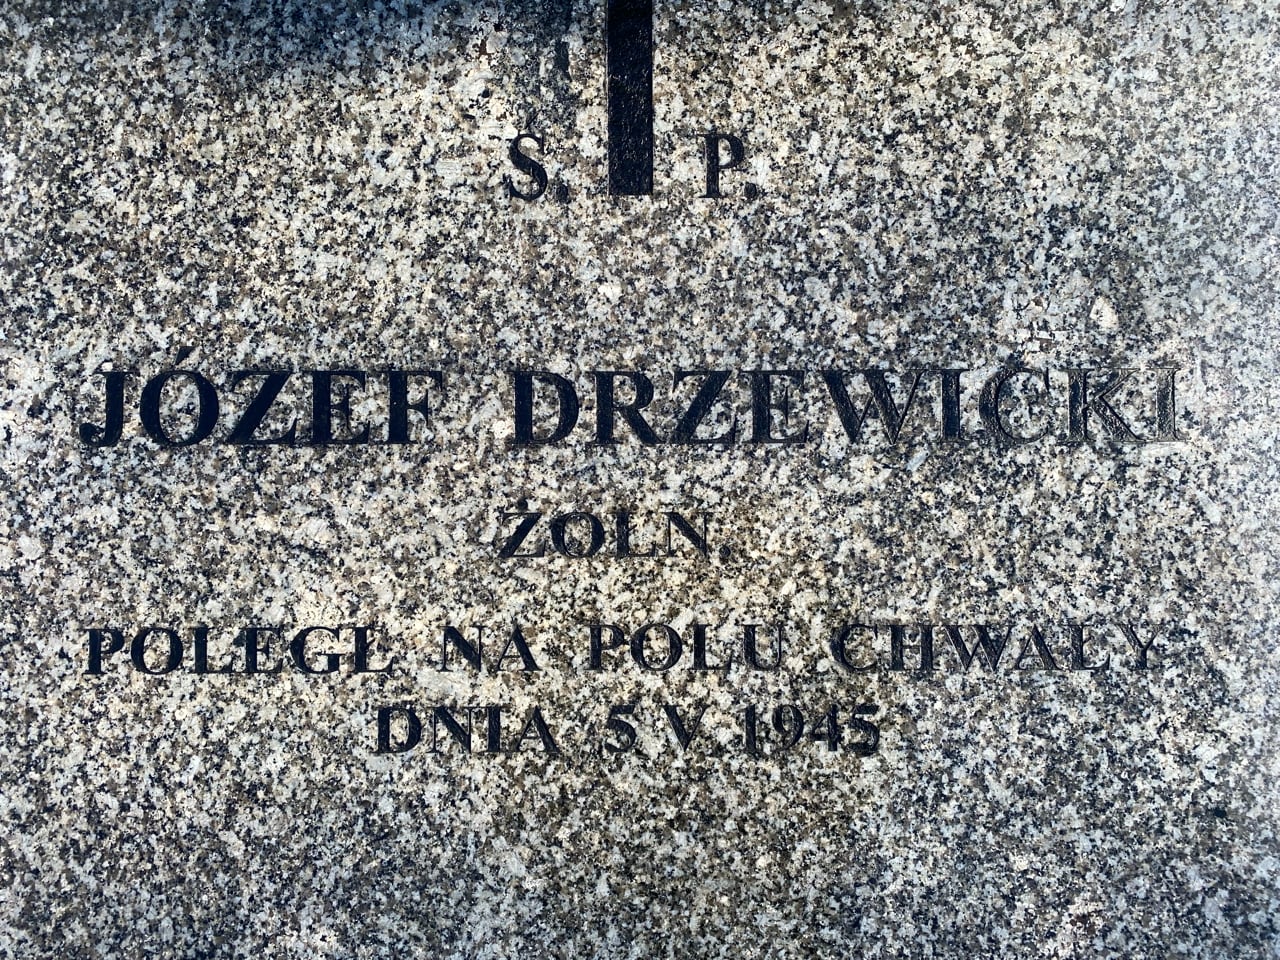 Ś. P.
JÓZEF DRZEWICKI
ŻOŁN.
POLEGŁ NA POLU CHWAŁY
DNIA 5 V 1945